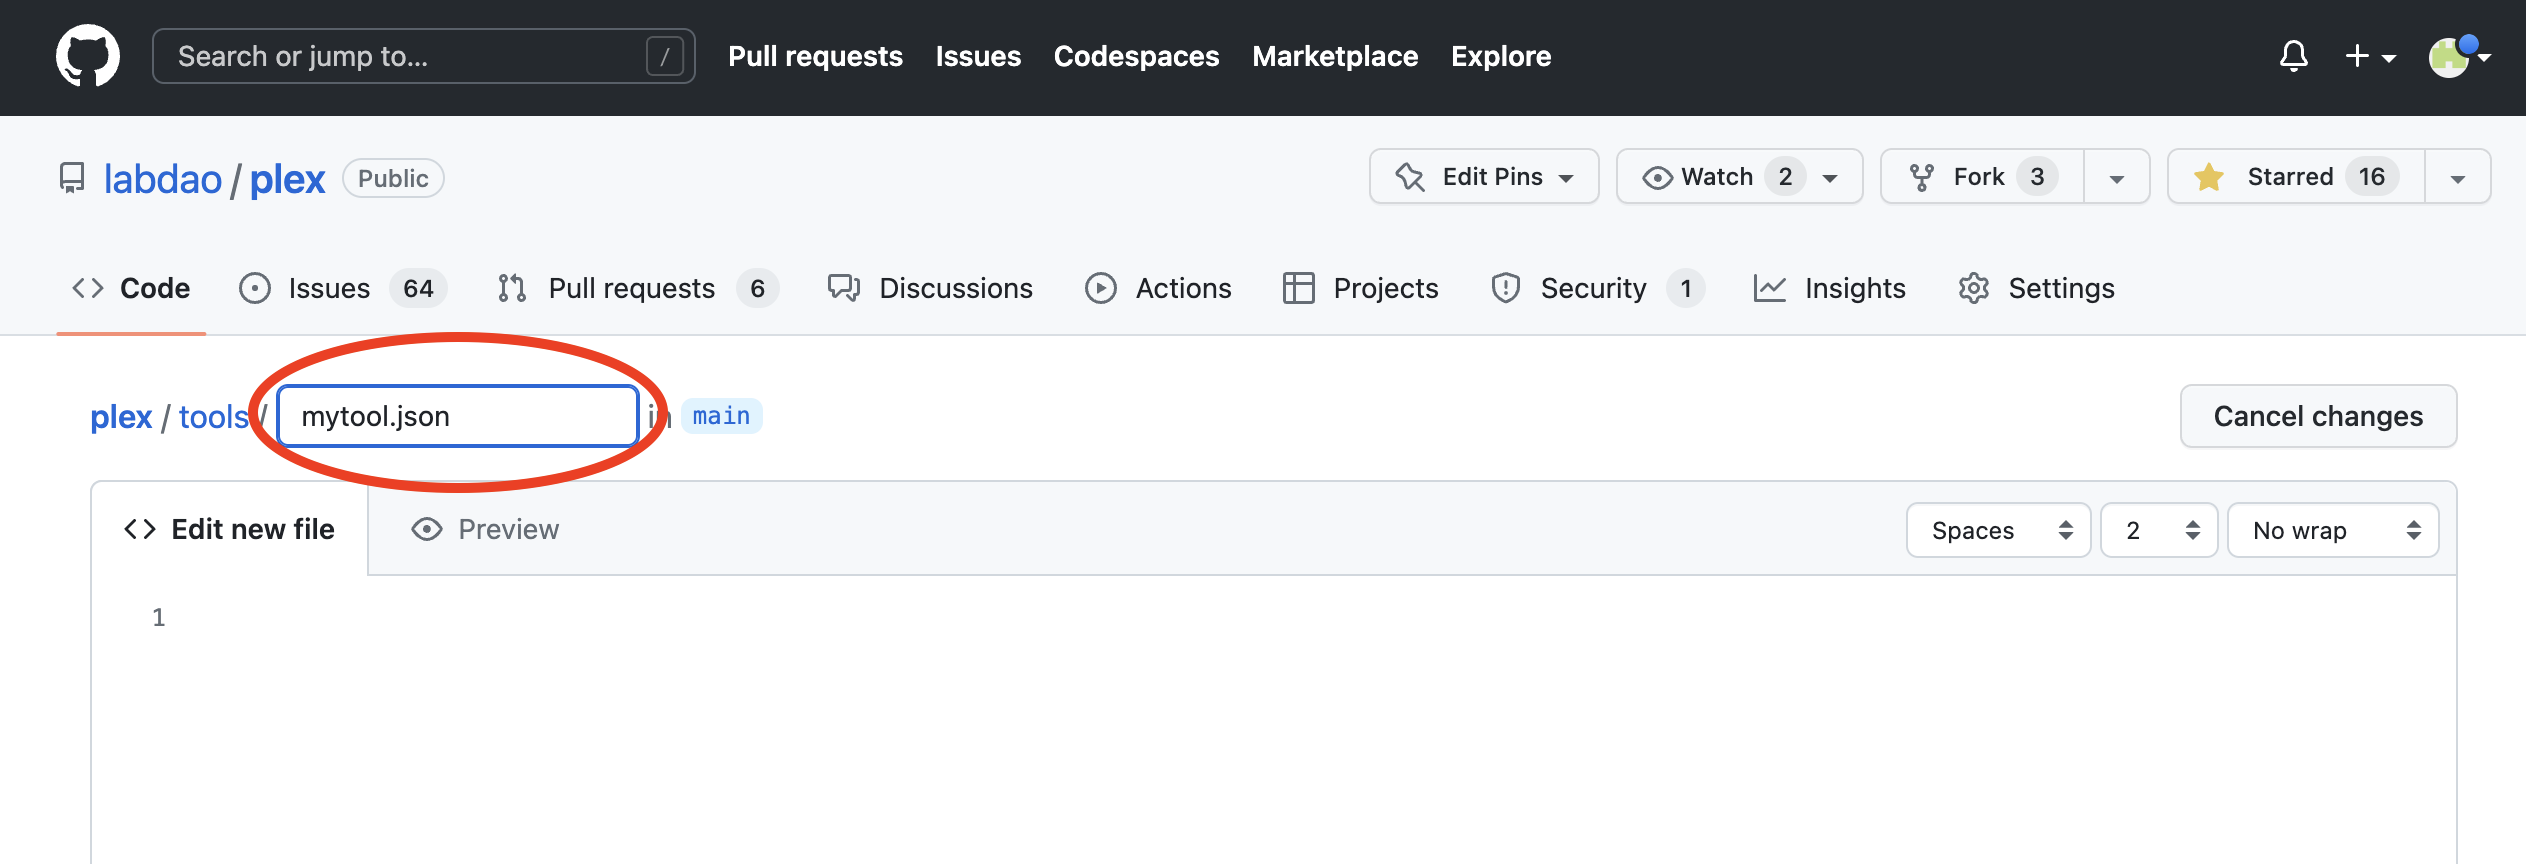 Search or jump to... / Pull requests Issues Codespaces Marketplace Explore
labdao / plex Public Edit Pins Watch 2 Fork 3 Starred 16
Code Issues 64 Pull requests 6 Discussions Actions Projects Security 1 Insights Settings
plex / tools / mytool.json in main Cancel changes
Edit new file Preview Spaces 2 No wrap
1